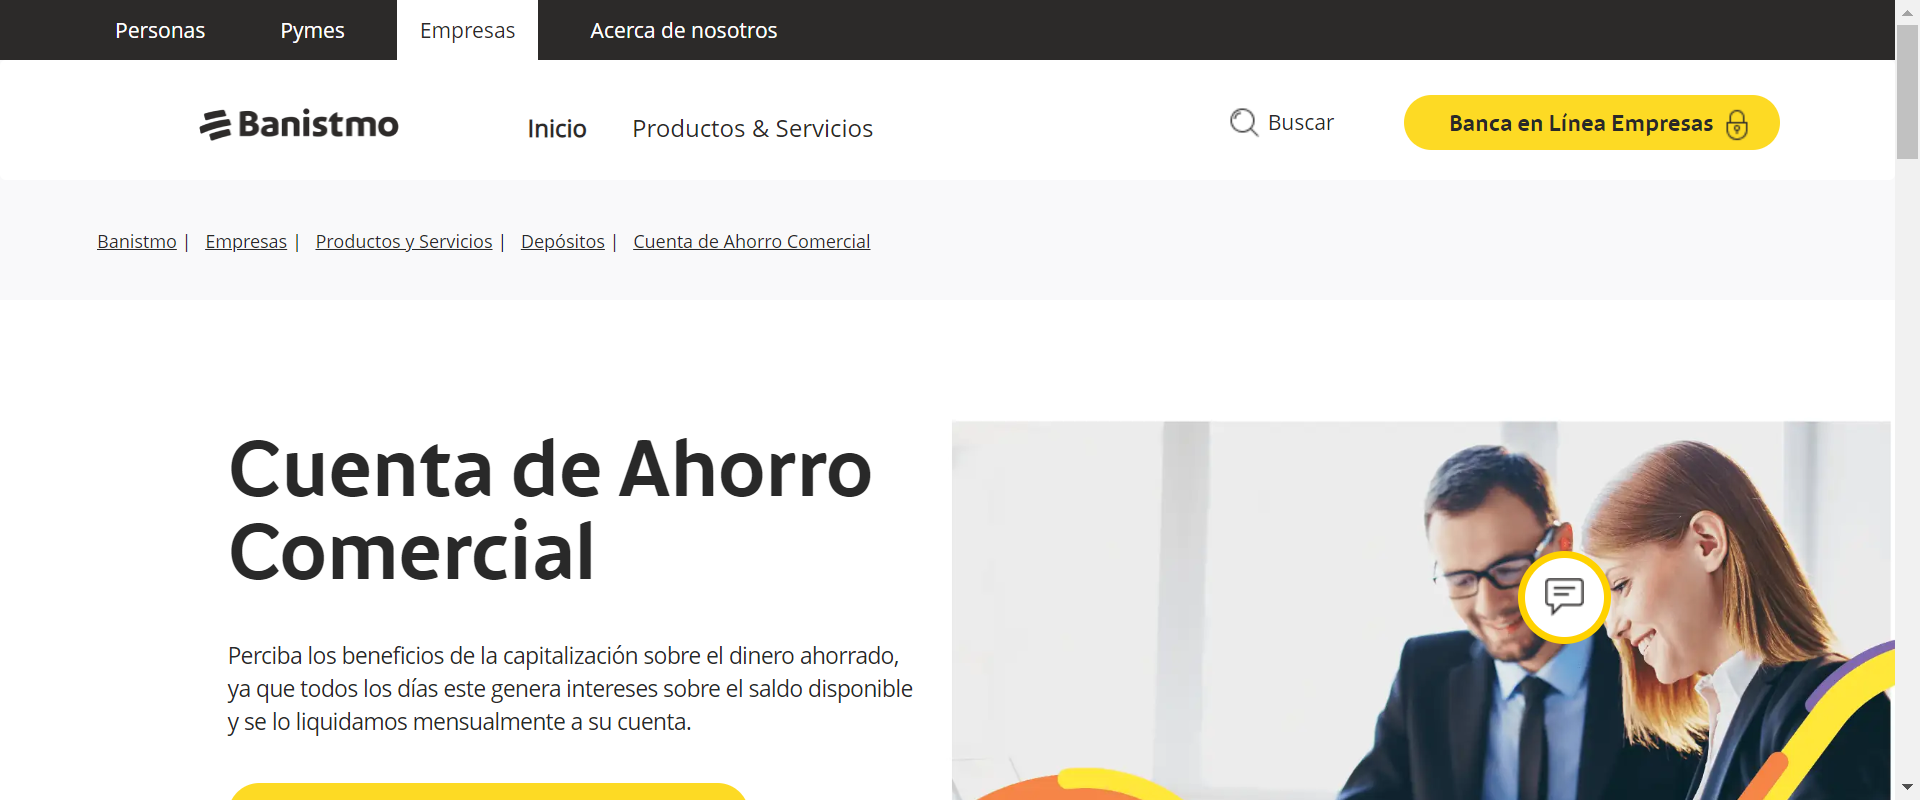 Personas Pymes Empresas Acerca de nosotros
Banistmo Inicio Productos & Servicios Buscar Banca en Línea Empresas
Banistmo | Empresas | Productos y Servicios | Depósitos | Cuenta de Ahorro Comercial
Cuenta de Ahorro
Comercial
Perciba los beneficios de la capitalización sobre el dinero ahorrado,
ya que todos los días este genera intereses sobre el saldo disponible
y se lo liquidamos mensualmente a su cuenta.